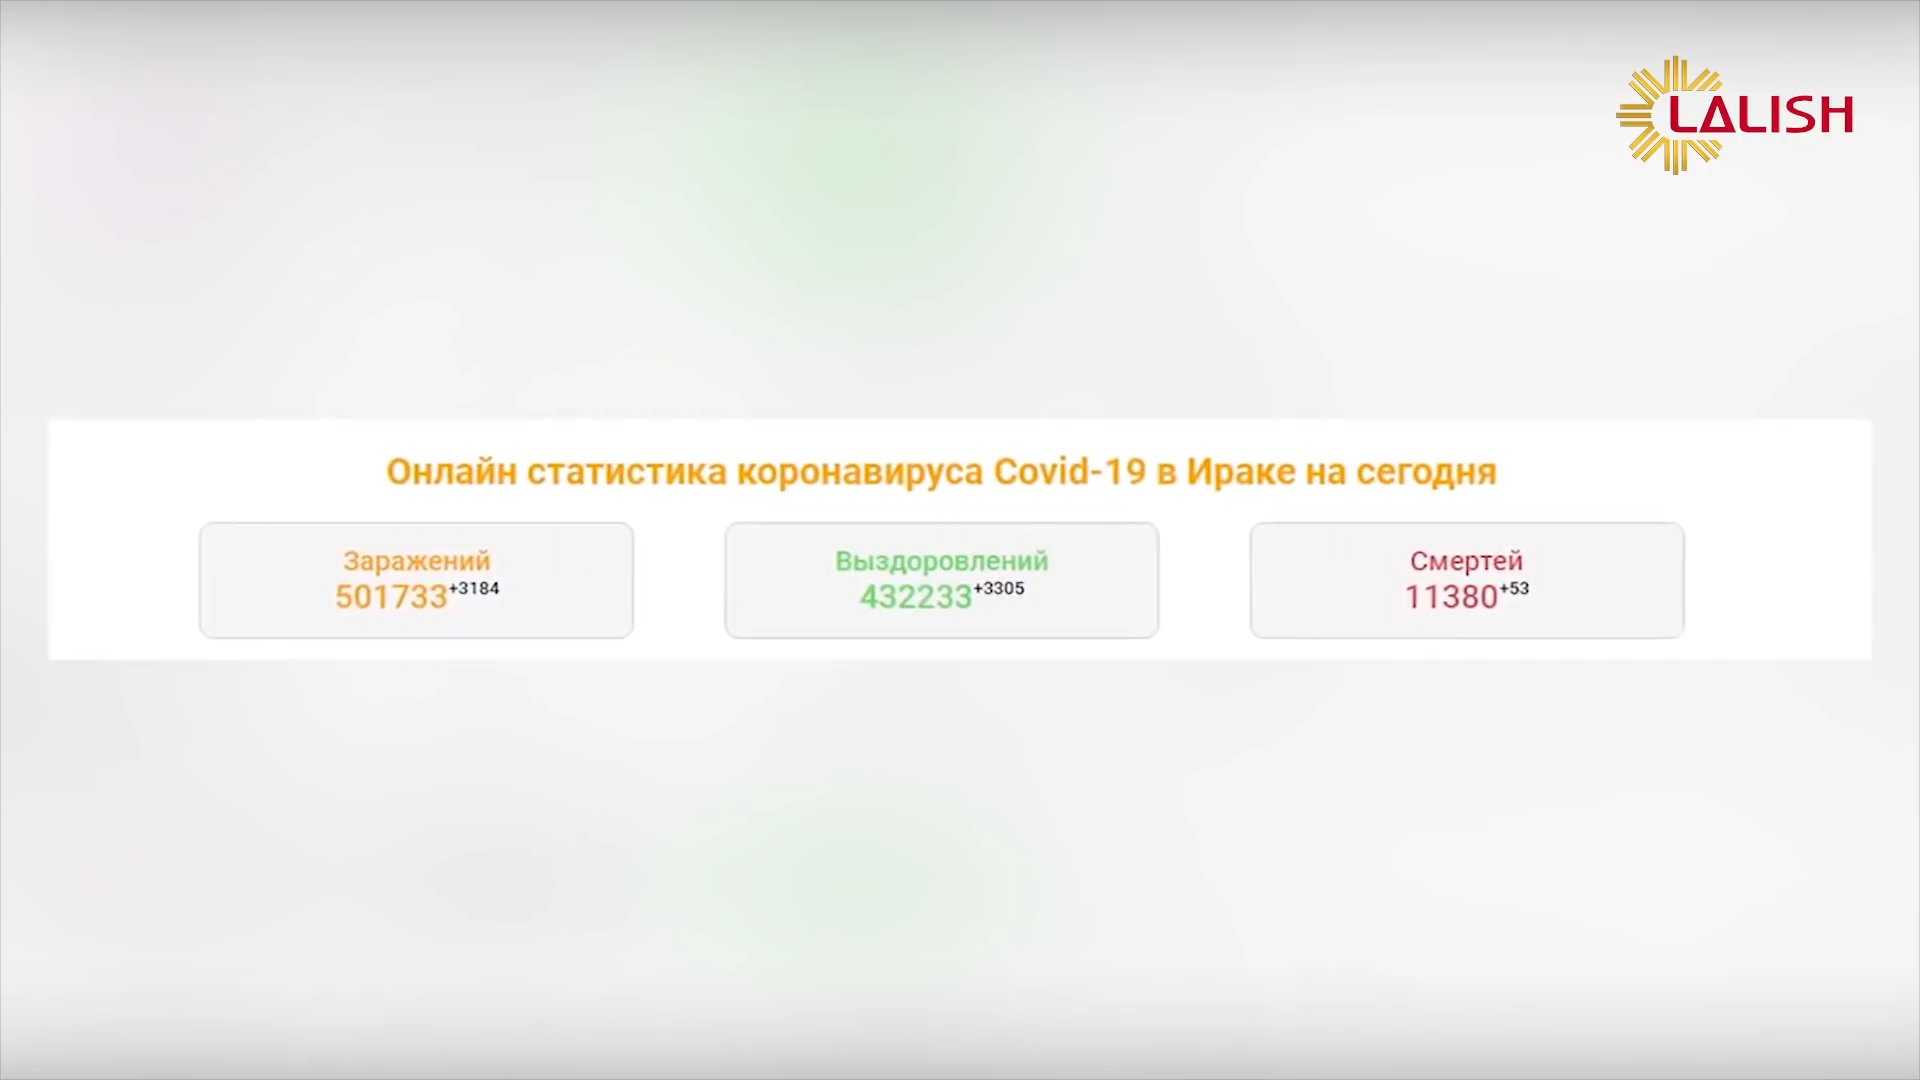 LALISH
Онлайн статистика коронавируса Covid-19 в Ираке на сегодня
Заражений
501733+3184
Выздоровлений
432233+3305
Смертей
11380+53